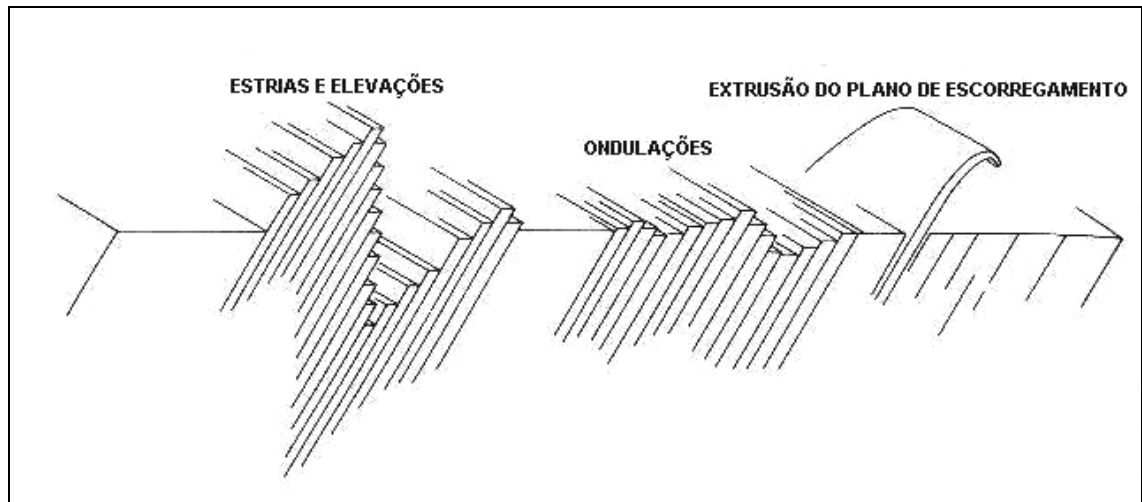 ESTRIAS E ELEVAÇÕES
EXTRUSÃO DO PLANO DE ESCORREGAMENTO
ONDULAÇÕES